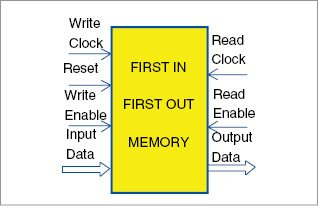 Write
Clock
Reset
Write
Enable
Input
Data
FIRST IN
FIRST OUT
MEMORY
Read
Clock
Read
Enable
Output
Data